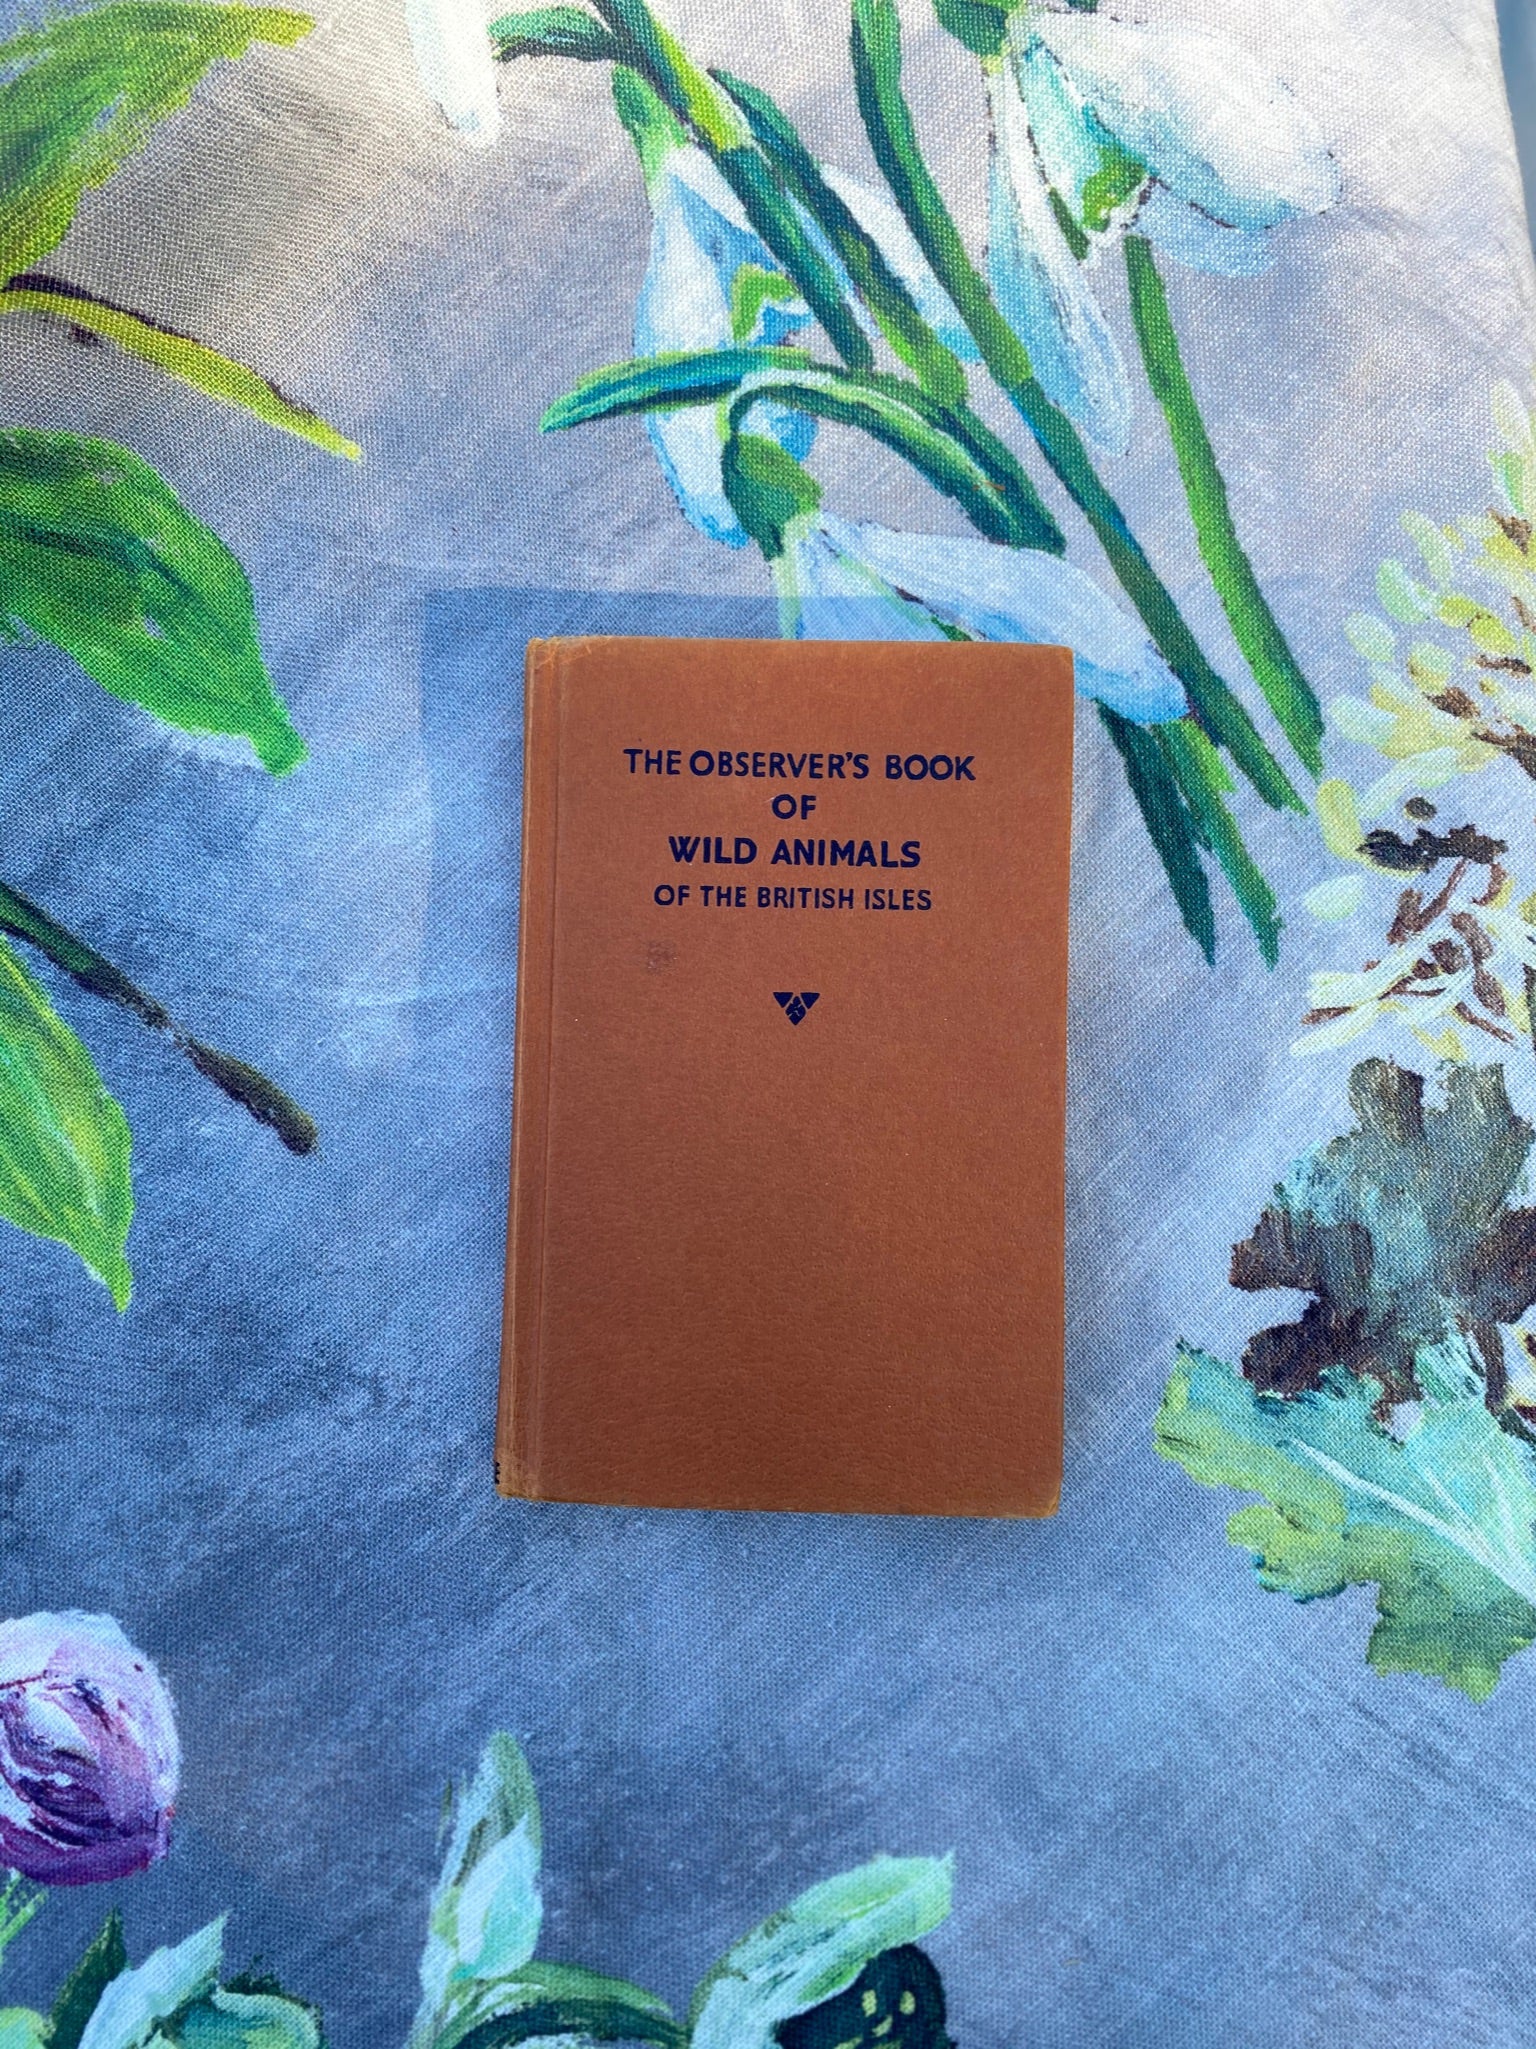 THE OBSERVER'S BOOK
OF
WILD ANIMALS
OF THE BRITISH ISLES